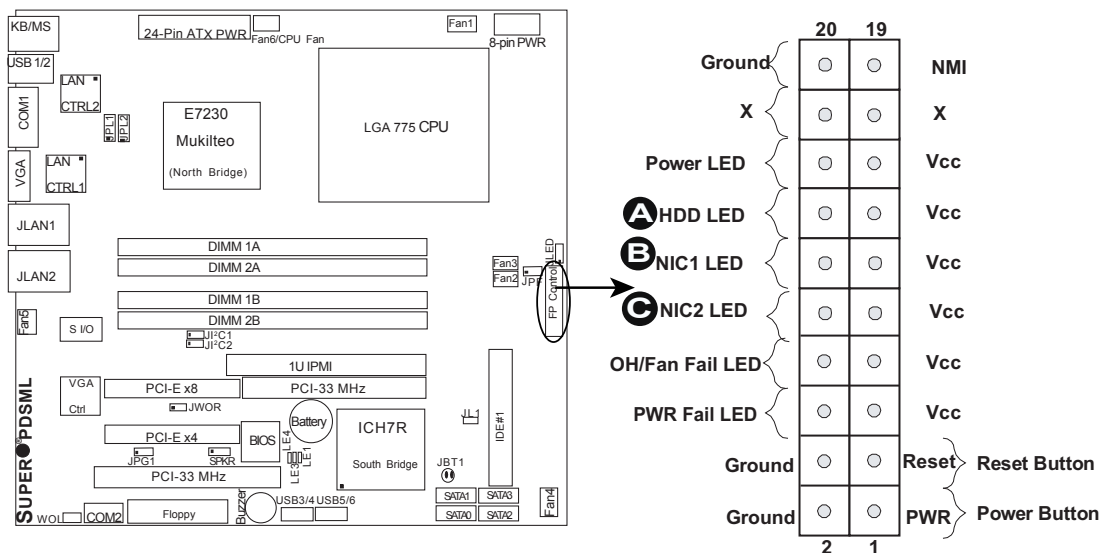 KB/MS
24-Pin ATX PWR
Fan6/CPU Fan
Fan1
8-pin PWR
USB 1/2
LAN
CTRL2
COM1
JPL1
JPL2
E7230
Mukilteo
(North Bridge)
LGA 775 CPU
VGA
LAN
CTRL1
JLAN1
JLAN2
DIMM 1A
DIMM 2A
DIMM 1B
DIMM 2B
Fan3
Fan2
JPF
LED
FP Control
Fan5
S I/O
JI²C1
JI²C2
1U IPMI
VGA
Ctrl
PCI-E x8
PCI-33 MHz
JWOR
Battery
ICH7R
South Bridge
JL1
IDE#1
PCI-E x4
BIOS
LE4
LE3
LE1
JPG1
SPKR
JBT1
PCI-33 MHz
SUPER ® PDSML
WOL
COM2
Floppy
Buzzer
USB3/4 USB5/6
SATA1
SATA3
SATA0
SATA2
Fan4
20 19
Ground NMI
X X
Power LED Vcc
A HDD LED Vcc
B NIC1 LED Vcc
C NIC2 LED Vcc
OH/Fan Fail LED Vcc
PWR Fail LED Vcc
Ground Reset Reset Button
Ground PWR Power Button
2 1